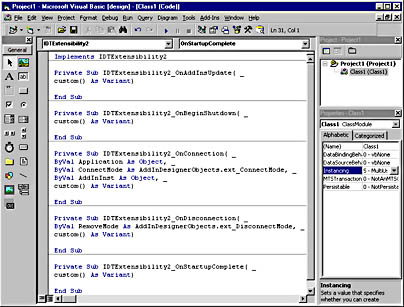 Project1 - Microsoft Visual Basic [design] - [Class1 (Code)]
File Edit View Project Format Debug Run Query Diagram Tools Add-Ins Window Help
Ln 31, Col 1
General
IDTExtensibility2
OnStartupComplete
Implements IDTExtensibility2
Private Sub IDTExtensibility2_OnAddInsUpdate( _
custom() As Variant)
End Sub
Private Sub IDTExtensibility2_OnBeginShutdown( _
custom() As Variant)
End Sub
Private Sub IDTExtensibility2_OnConnection( _
ByVal Application As Object, _
ByVal ConnectMode As AddInDesignerObjects.ext_ConnectMode, _
ByVal AddInInst As Object, _
custom() As Variant)
End Sub
Private Sub IDTExtensibility2_OnDisconnection( _
ByVal RemoveMode As AddInDesignerObjects.ext_DisconnectMode, _
custom() As Variant)
End Sub
Private Sub IDTExtensibility2_OnStartupComplete( _
custom() As Variant)
End Sub
Project - Project1
Project1 (Project1)
Class1 (Class1)
Properties - Class1
Class1 ClassModule
Alphabetic Categorized
(Name) Class1
DataBindingBeh 0 - vbNone
DataSourceBeh 0 - vbNone
Instancing 5 - MultiU
MTSTransaction 0 - NotAnMTS
Persistable 0 - NotPersista
Instancing
Sets a value that specifies
whether you can create